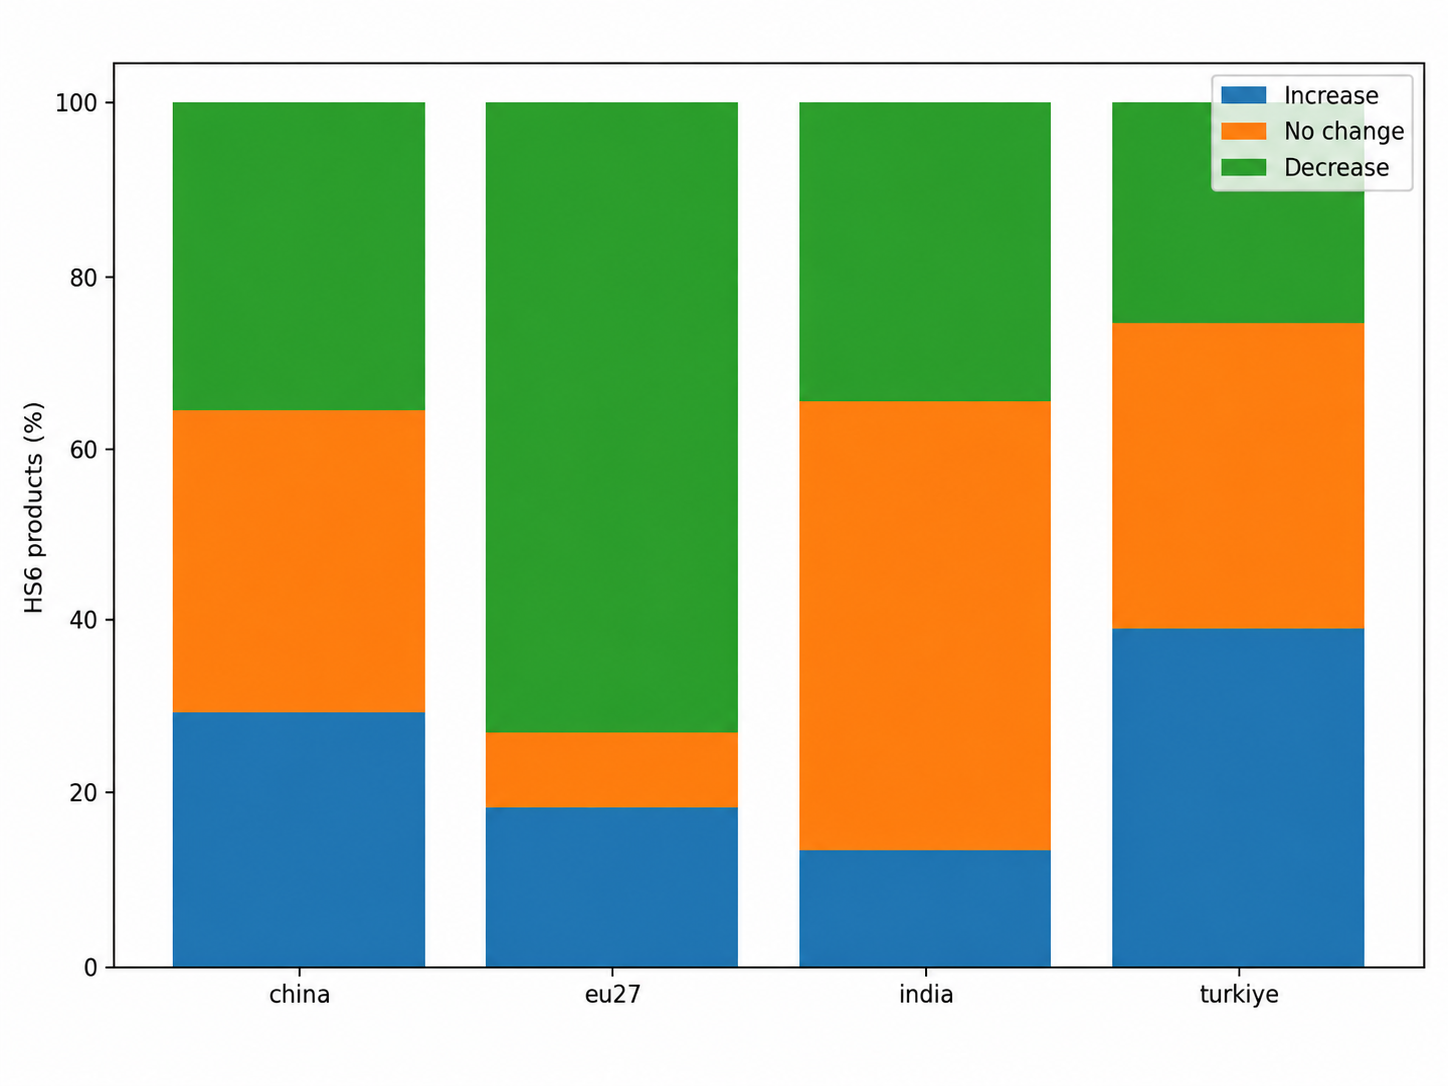 Increase
No change
Decrease
100
80
60
40
20
0
HS6 products (%)
china
eu27
india
turkiye